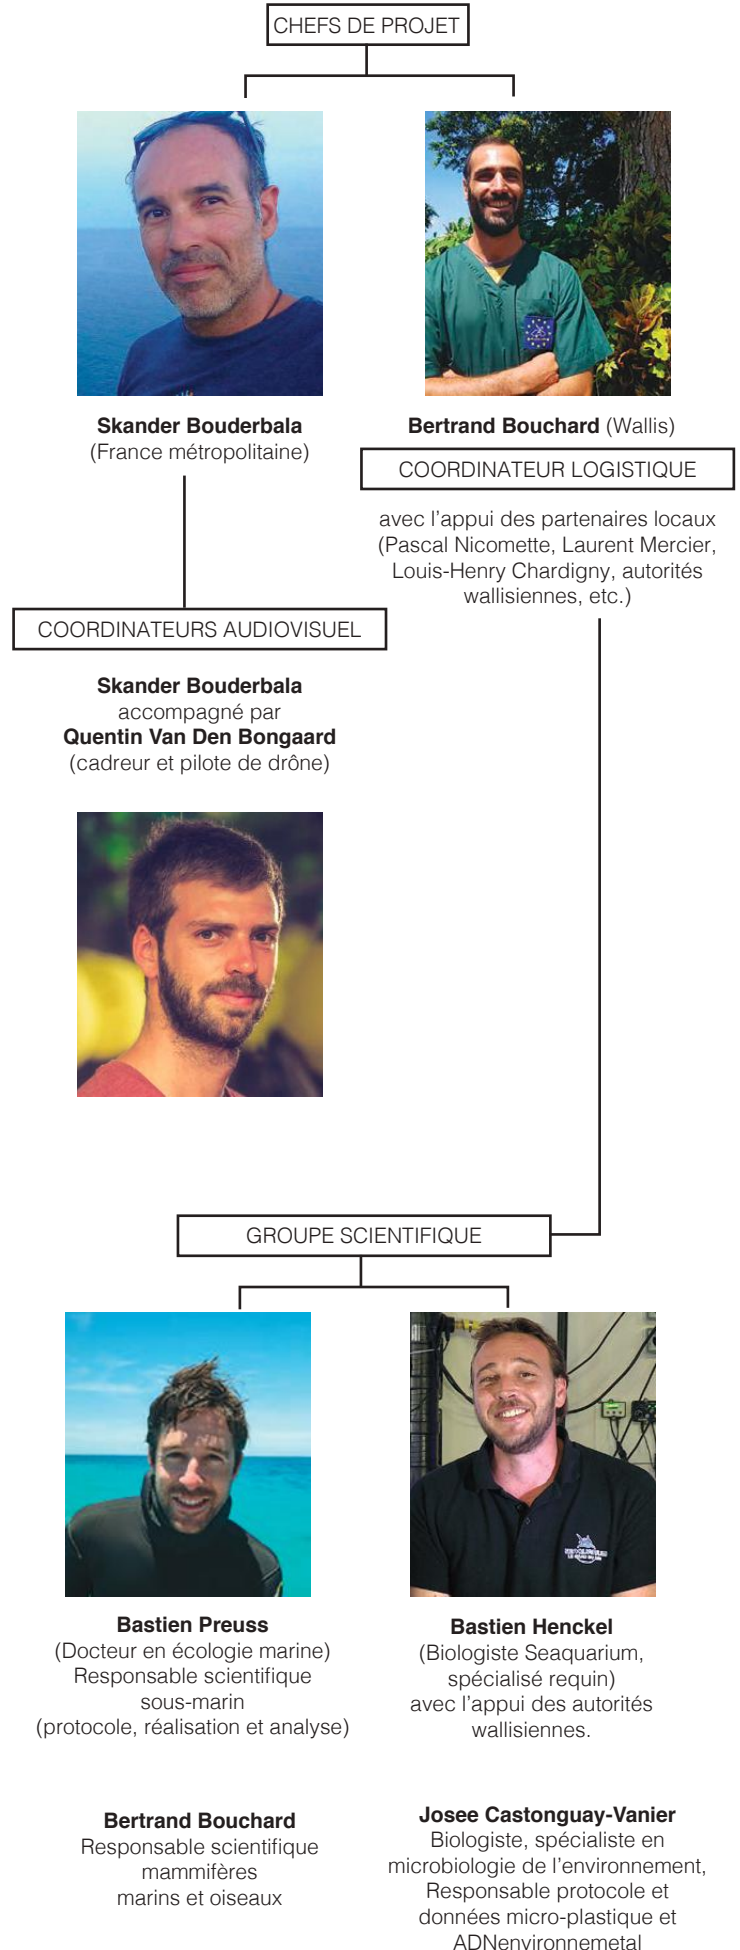 CHEFS DE PROJET
Skander Bouderbala
(France métropolitaine)
Bertrand Bouchard (Wallis)
COORDINATEUR LOGISTIQUE
avec l'appui des partenaires locaux
(Pascal Nicomette, Laurent Mercier,
Louis-Henry Chardigny, autorités
wallisiennes, etc.)
COORDINATEURS AUDIOVISUEL
Skander Bouderbala
accompagné par
Quentin Van Den Bongaard
(cadreur et pilote de drône)
GROUPE SCIENTIFIQUE
Bastien Preuss
(Docteur en écologie marine)
Responsable scientifique
sous-marin
(protocole, réalisation et analyse)
Bastien Henckel
(Biologiste Seaquarium,
spécialisé requin)
avec l'appui des autorités
wallisiennes.
Bertrand Bouchard
Responsable scientifique
mammifères
marins et oiseaux
Josee Castonguay-Vanier
Biologiste, spécialiste en
microbiologie de l'environnement,
Responsable protocole et
données micro-plastique et
ADNenvironnemetal